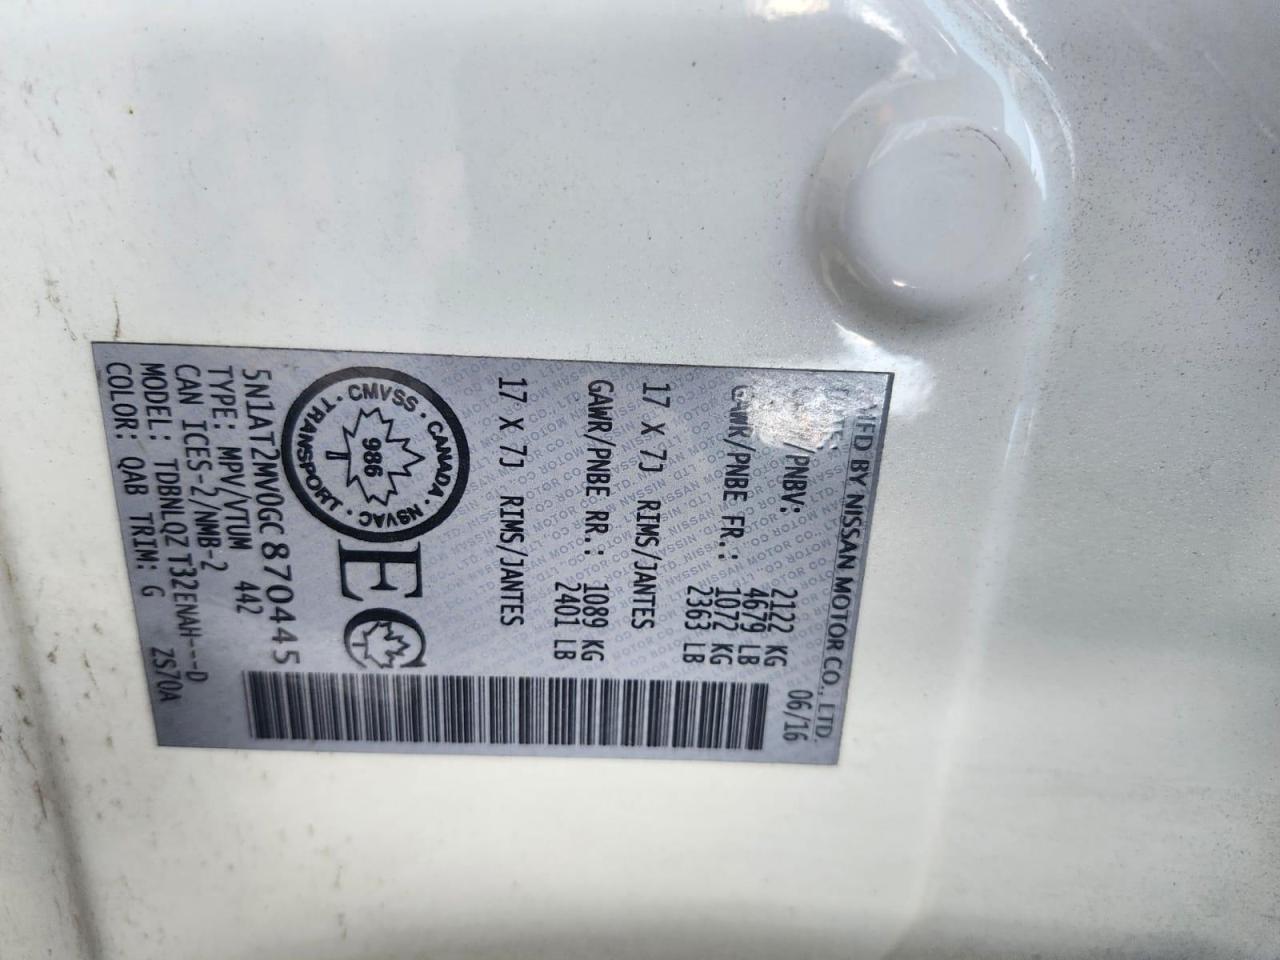 MFD BY NISSAN MOTOR CO., LTD.
06/16
/PNBV: 2122 KG
4679 LB
GAWR/PNBE FR.: 1072 KG
2363 LB
17 X 7J RIMS/JANTES
GAWR/PNBE RR.: 1089 KG
2401 LB
17 X 7J RIMS/JANTES
CMVSS · CANADA · NSVAC · TRANSPORT
986
EC
5N1AT2MV0GC870445
TYPE: MPV/VTUM 442
CAN ICES-2/NMB-2
MODEL: TDBNLQZ T32ENAH---D
COLOR: QAB TRIM: G ZS70A